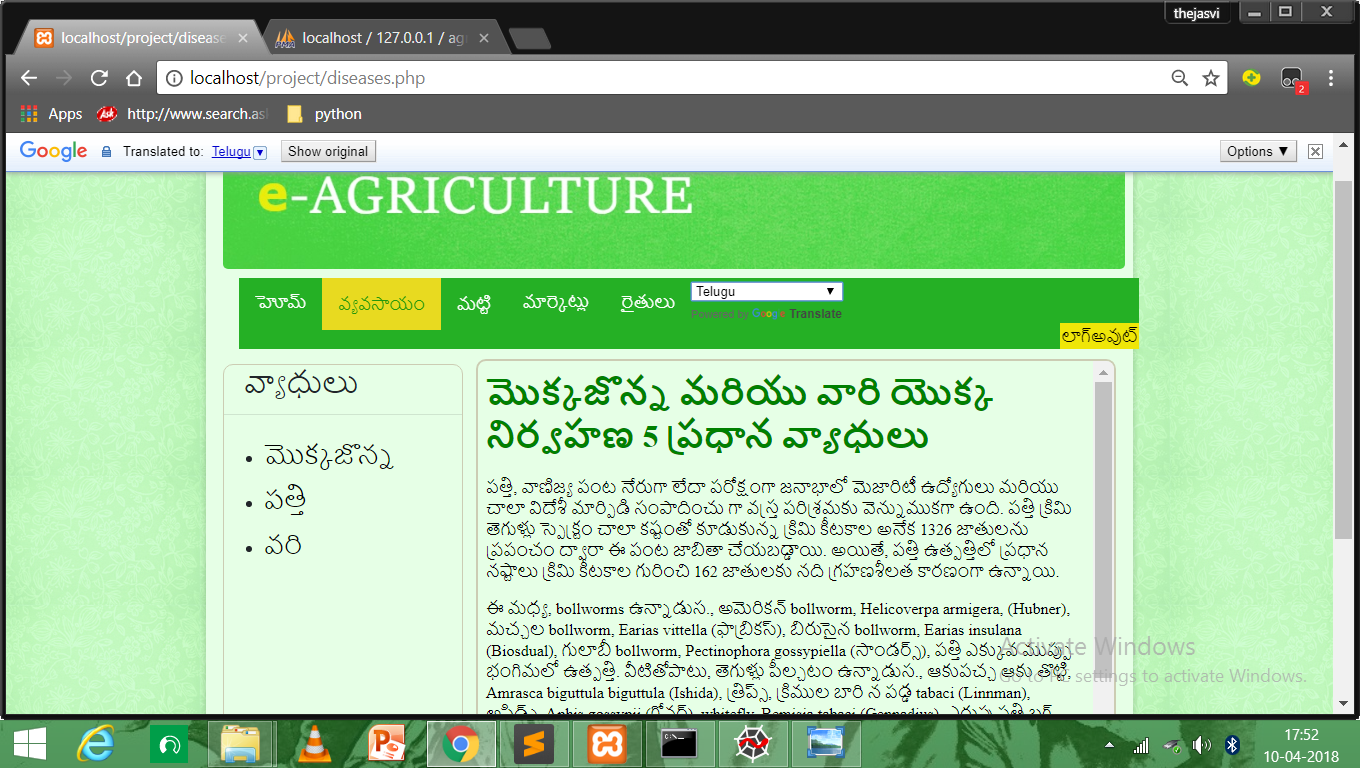 thejasvi
localhost/project/disease
localhost / 127.0.0.1 / ag
localhost/project/diseases.php
2
Apps
http://www.search.as
python
Google Translated to: Telugu Show original Options ▼
e-AGRICULTURE
హెూమ్ వ్యవసాయం మట్టి మార్కెట్లు రైతులు Telugu
Powered by Google Translate
లాగ్అవుట్
వ్యాధులు
• మొక్కజొన్న
• పత్తి
• వరి
మొక్కజొన్న మరియు వారి యొక్క
నిర్వహణ 5 ప్రధాన వ్యాధులు
పత్తి, వాణిజ్య పంట నేరుగా లేదా పరోక్షంగా జనాభాలో మెజారిటీ ఉద్యోగులు మరియు
చాలా విదేశీ మార్పిడి సంపాదించు గా వస్త్ర పరిశ్రమకు వెన్నుముకగా ఉంది. పత్తి క్రిమి
తెగుళ్లు స్పెక్ట్రం చాలా కష్టంతో కూడుకున్న క్రిమి కీటకాల అనేక 1326 జాతులను
ప్రపంచం ద్వారా ఈ పంట జాబితా చేయబడ్డాయి. అయితే, పత్తి ఉత్పత్తిలో ప్రధాన
నష్టాలు క్రిమి కీటకాల గురించి 162 జాతులకు నది గ్రహణశీలత కారణంగా ఉన్నాయి.
ఈ మధ్య, bollworms ఉన్నాడుస., అమెరికన్ bollworm, Helicoverpa armigera, (Hubner),
మచ్చల bollworm, Earias vittella (ఫాబ్రికస్), బిరుసైన bollworm, Earias insulana
(Biosdual), గులాబీ bollworm, Pectinophora gossypiella (సాండర్స్), పత్తి ఎక్కువ ముప్పు
భంగిమలో ఉత్పత్తి. వీటితోపాటు, తెగుళ్లు పీల్చటం ఉన్నాడుస., ఆకుపచ్చ ఆకు తొట్టి,
Amrasca biguttula biguttula (Ishida), త్రిప్స్, క్రిముల బారి న పడ్డ tabaci (Linnman),
Activate Windows
Go to PC settings to activate Windows.
17:52
10-04-2018